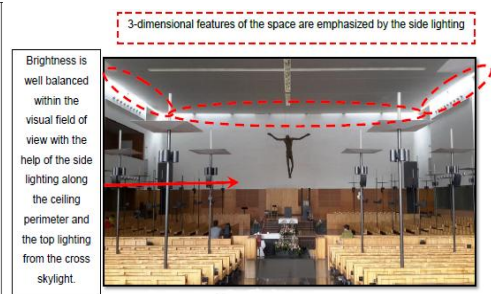 3-dimensional features of the space are emphasized by the side lighting
Brightness is
well balanced
within the
visual field of
view with the
help of the side
lighting along
the ceiling
perimeter and
the top lighting
from the cross
skylight.